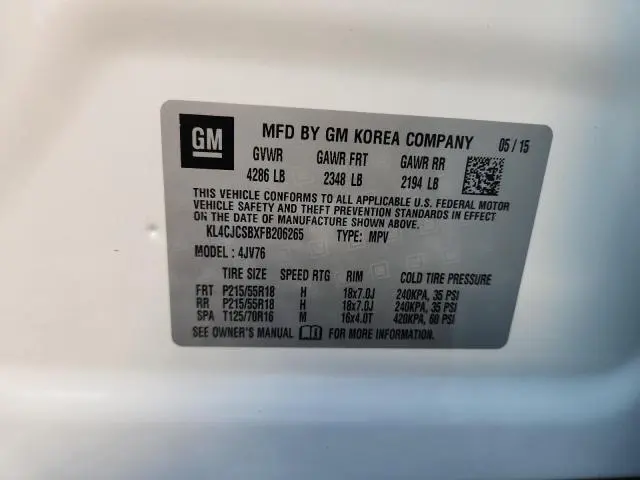 GM MFD BY GM KOREA COMPANY 05/15
GVWR GAWR FRT GAWR RR
4286 LB 2348 LB 2194 LB
THIS VEHICLE CONFORMS TO ALL APPLICABLE U.S. FEDERAL MOTOR
VEHICLE SAFETY AND THEFT PREVENTION STANDARDS IN EFFECT
ON THE DATE OF MANUFACTURE SHOWN ABOVE.
KL4CJCSBXFB206265 TYPE: MPV
MODEL: 4JV76
TIRE SIZE SPEED RTG RIM COLD TIRE PRESSURE
FRT P215/55R18 H 18x7.0J 240KPA, 35 PSI
RR P215/55R18 H 18x7.0J 240KPA, 35 PSI
SPA T125/70R16 M 16x4.0T 420KPA, 60 PSI
SEE OWNER'S MANUAL FOR MORE INFORMATION.